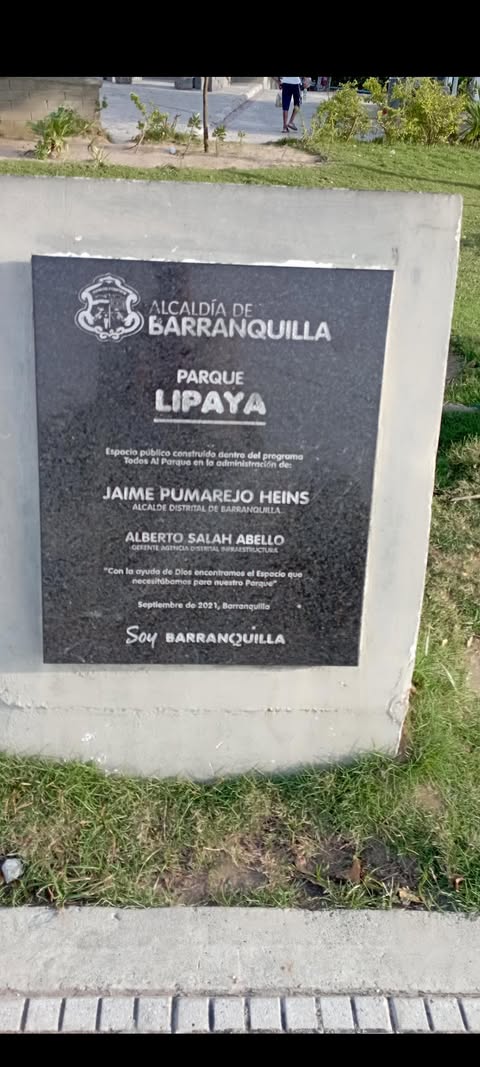 ALCALDÍA DE
BARRANQUILLA
PARQUE
LIPAYA
Espacio público construido dentro del programa
Todos Al Parque en la administración de:
JAIME PUMAREJO HEINS
ALCALDE DISTRITAL DE BARRANQUILLA.
ALBERTO SALAH ABELLO
GERENTE AGENCIA DISTRITAL INFRAESTRUCTURA
"Con la ayuda de Dios encontramos el Espacio que
necesitábamos para nuestro Parque"
Septiembre de 2021, Barranquilla
Soy BARRANQUILLA